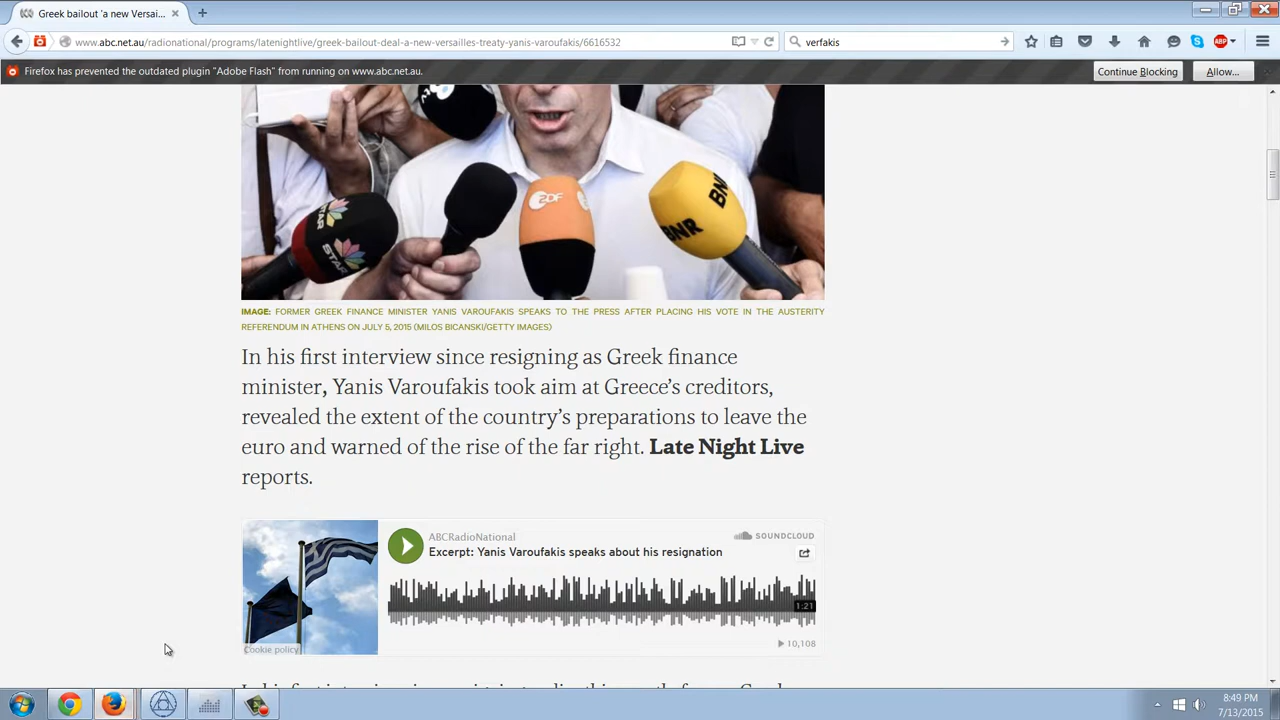 Greek bailout 'a new Versai...
www.abc.net.au/radionational/programs/latenightlive/greek-bailout-deal-a-new-versailles-treaty-yanis-varoufakis/6616532
verfakis
ABP
Firefox has prevented the outdated plugin "Adobe Flash" from running on www.abc.net.au.
Continue Blocking
Allow...
STAR
STAR
ZDF
BNR
BNR
IMAGE: FORMER GREEK FINANCE MINISTER YANIS VAROUFAKIS SPEAKS TO THE PRESS AFTER PLACING HIS VOTE IN THE AUSTERITY
REFERENDUM IN ATHENS ON JULY 5, 2015 (MILOS BICANSKI/GETTY IMAGES)
In his first interview since resigning as Greek finance
minister, Yanis Varoufakis took aim at Greece's creditors,
revealed the extent of the country's preparations to leave the
euro and warned of the rise of the far right. Late Night Live
reports.
ABCRadioNational
SOUNDCLOUD
Excerpt: Yanis Varoufakis speaks about his resignation
1:21
Cookie policy
10,108
8:49 PM
7/13/2015